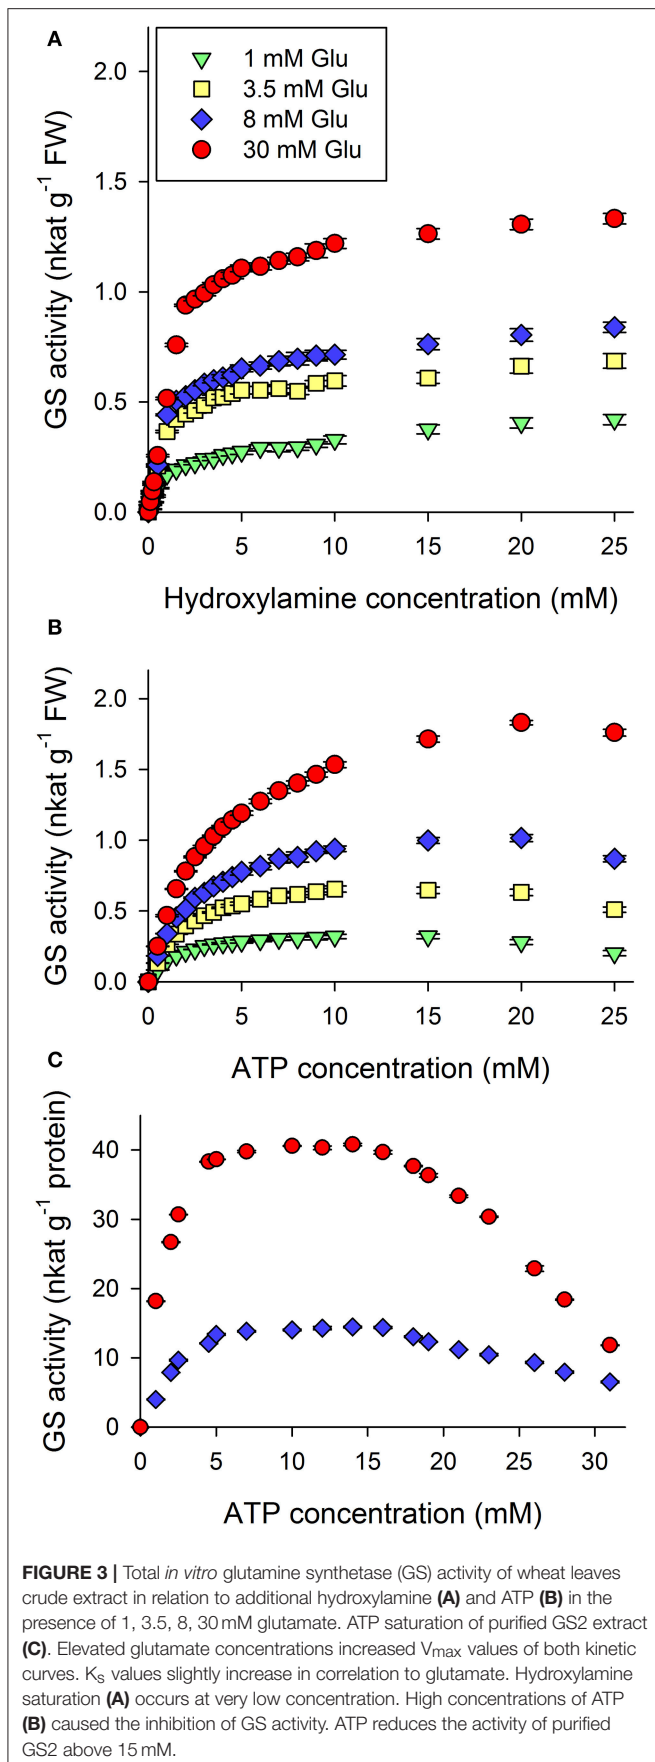 A
1 mM Glu
3.5 mM Glu
8 mM Glu
30 mM Glu
GS activity (nkat g⁻¹ FW)
2.0
1.5
1.0
0.5
0.0
0 5 10 15 20 25
Hydroxylamine concentration (mM)
B
GS activity (nkat g⁻¹ FW)
2.0
1.5
1.0
0.5
0.0
0 5 10 15 20 25
ATP concentration (mM)
C
GS activity (nkat g⁻¹ protein)
40
30
20
10
0
0 5 10 15 20 25 30
ATP concentration (mM)
FIGURE 3 | Total in vitro glutamine synthetase (GS) activity of wheat leaves
crude extract in relation to additional hydroxylamine (A) and ATP (B) in the
presence of 1, 3.5, 8, 30 mM glutamate. ATP saturation of purified GS2 extract
(C). Elevated glutamate concentrations increased Vmax values of both kinetic
curves. Ks values slightly increase in correlation to glutamate. Hydroxylamine
saturation (A) occurs at very low concentration. High concentrations of ATP
(B) caused the inhibition of GS activity. ATP reduces the activity of purified
GS2 above 15 mM.